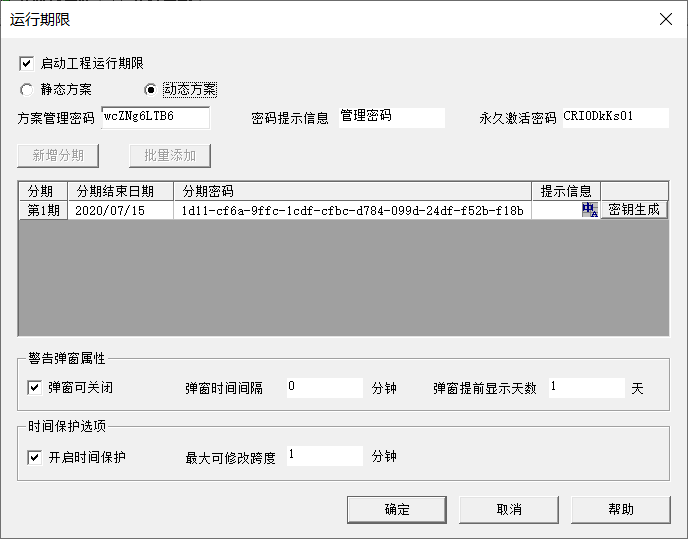 运行期限
启动工程运行期限
静态方案 动态方案
方案管理密码 wcZNg6LTB6 密码提示信息 管理密码 永久激活密码 CRIODkKsO1
新增分期 批量添加
分期 分期结束日期 分期密码 提示信息
第1期 2020/07/15 1d11-cf6a-9ffc-1cdf-cfbc-d784-099d-24df-f52b-f18b 中A 密钥生成
警告弹窗属性
弹窗可关闭 弹窗时间间隔 0 分钟 弹窗提前显示天数 1 天
时间保护选项
开启时间保护 最大可修改跨度 1 分钟
确定 取消 帮助